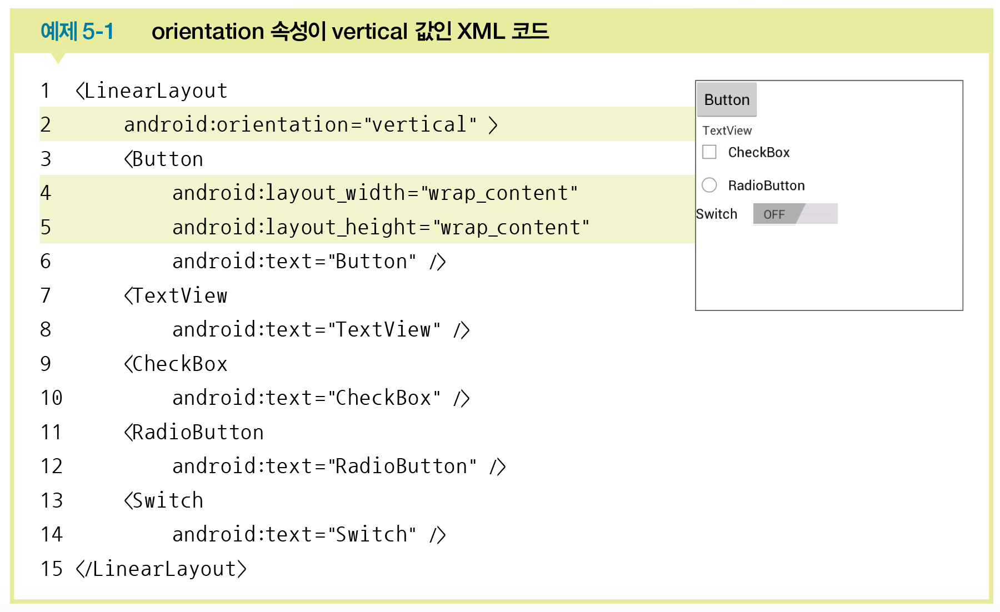 예제 5-1 orientation 속성이 vertical 값인 XML 코드
1 <LinearLayout
2 android:orientation="vertical" >
3 <Button
4 android:layout_width="wrap_content"
5 android:layout_height="wrap_content"
6 android:text="Button" />
7 <TextView
8 android:text="TextView" />
9 <CheckBox
10 android:text="CheckBox" />
11 <RadioButton
12 android:text="RadioButton" />
13 <Switch
14 android:text="Switch" />
15 </LinearLayout>
Button
TextView
CheckBox
RadioButton
Switch OFF